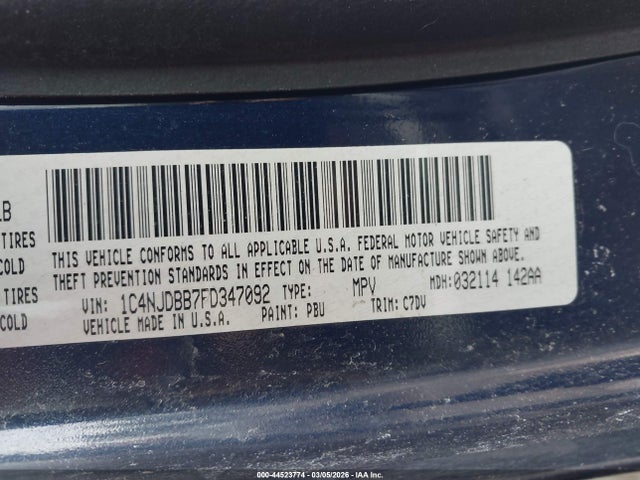 LB
TIRES
COLD
TIRES
COLD
THIS VEHICLE CONFORMS TO ALL APPLICABLE U.S.A. FEDERAL MOTOR VEHICLE SAFETY AND
THEFT PREVENTION STANDARDS IN EFFECT ON THE DATE OF MANUFACTURE SHOWN ABOVE.
VIN: 1C4NJDBB7FD347092 TYPE: MPV MDH: 032114 142AA
VEHICLE MADE IN U.S.A. PAINT: PBU TRIM: C7DV
000-44523774 - 03/05/2026 - IAA Inc.